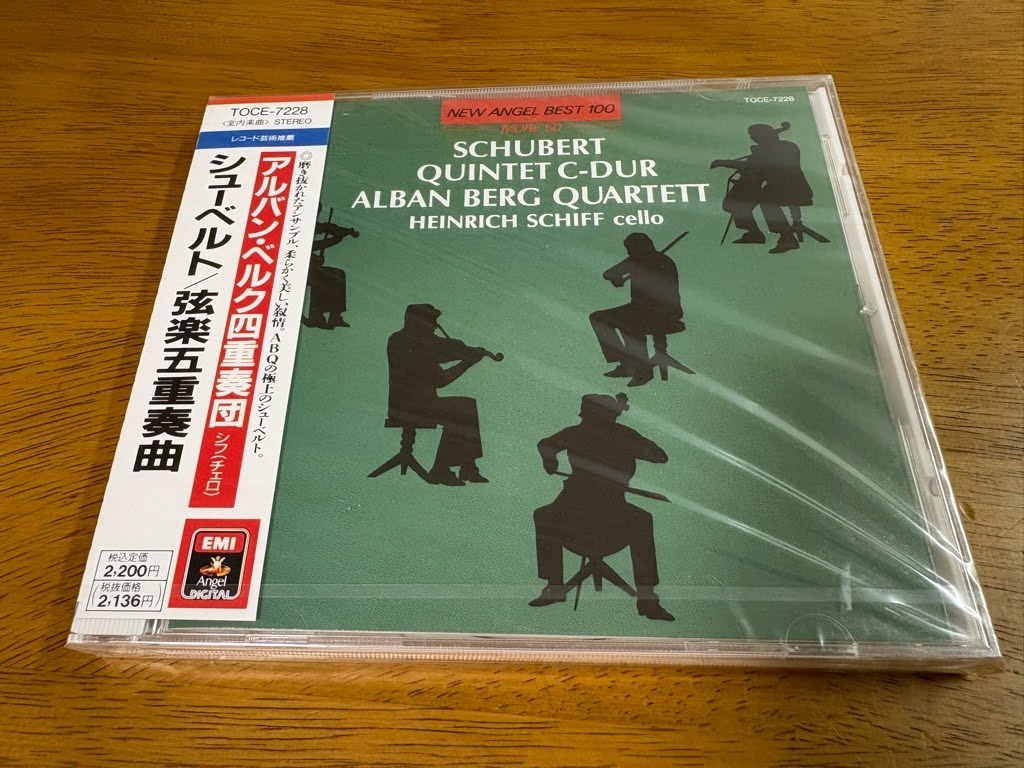 TOCE-7228
〈室内楽曲〉 STEREO
レコード芸術推薦
◎磨き抜かれたアンサンブル、柔らかく美しい叙情。ABQの極上のシューベルト。
アルバン・ベルク四重奏団
シフ(チェロ)
シューベルト/弦楽五重奏曲
EMI
Angel
DIGITAL
税込定価
2,200円
(税抜価格
2,136円)
NEW ANGEL BEST 100
MORE 50
TOCE-7228
SCHUBERT
QUINTET C-DUR
ALBAN BERG QUARTETT
HEINRICH SCHIFF cello